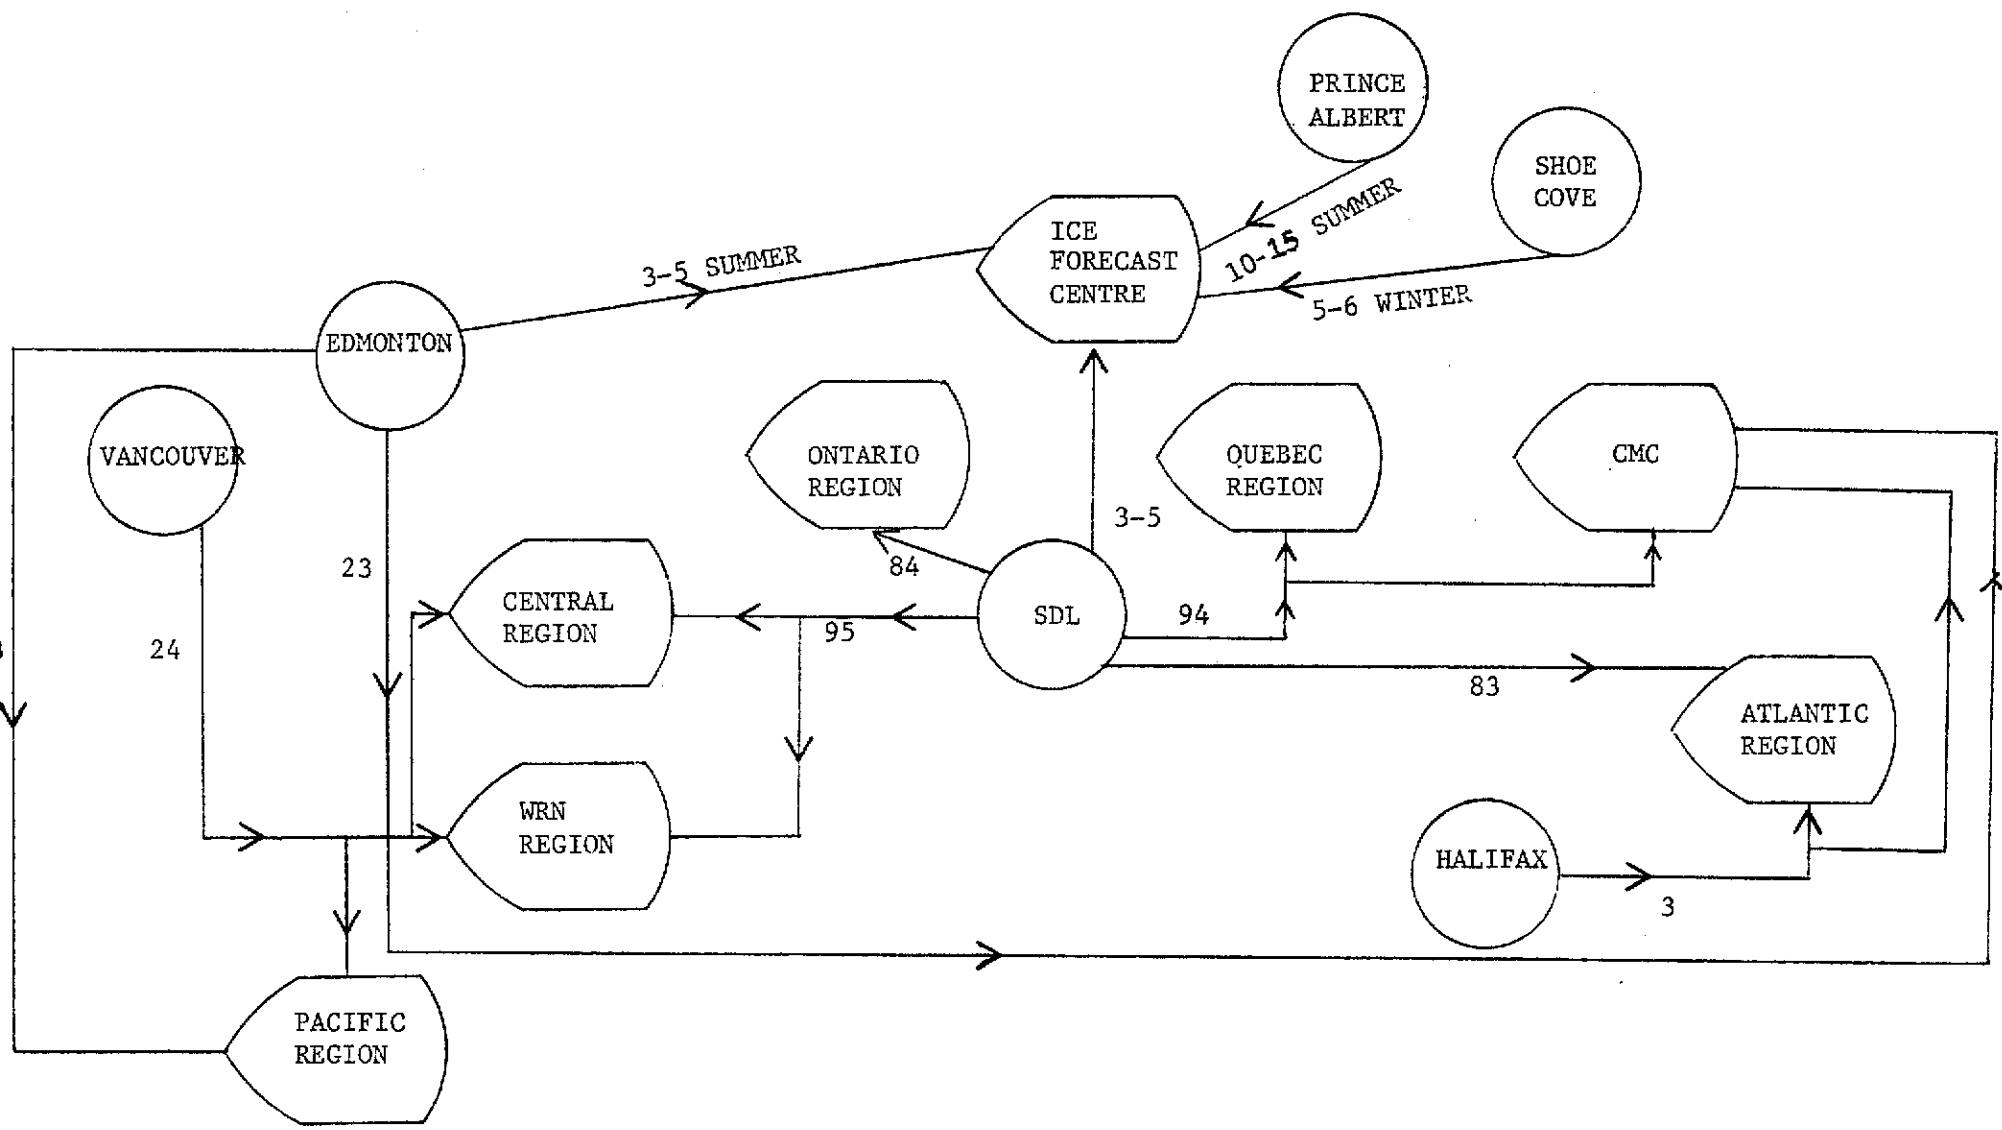 PRINCE
ALBERT
SHOE
COVE
ICE
FORECAST
CENTRE
10-15 SUMMER
3-5 SUMMER
5-6 WINTER
EDMONTON
VANCOUVER
ONTARIO
REGION
QUEBEC
REGION
CMC
3-5
84
23
CENTRAL
REGION
95
SDL
94
24
83
ATLANTIC
REGION
WRN
REGION
HALIFAX
3
PACIFIC
REGION